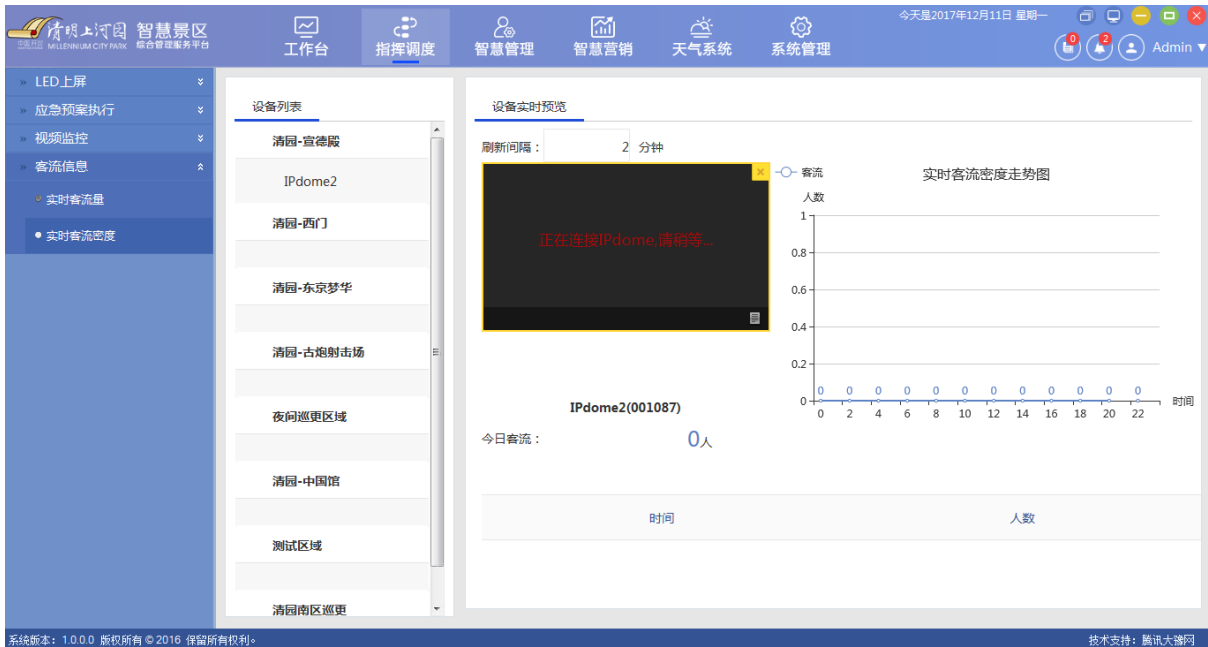 清明上河园 智慧景区
MILLENNIUM CITY PARK 综合管理服务平台
工作台
指挥调度
智慧管理
智慧营销
天气系统
系统管理
今天是2017年12月11日 星期一
0
2
Admin
LED上屏
应急预案执行
视频监控
客流信息
实时客流量
实时客流密度
设备列表
清园-宣德殿
IPdome2
清园-西门
清园-东京梦华
清园-古炮射击场
夜间巡更区域
清园-中国馆
测试区域
清园南区巡更
设备实时预览
刷新间隔： 2 分钟
正在连接IPdome,请稍等...
IPdome2(001087)
今日客流： 0人
客流
实时客流密度走势图
人数
1
0.8
0.6
0.4
0.2
0
0 0 0 0 0 0 0 0 0 0 0 0
0 2 4 6 8 10 12 14 16 18 20 22
时间
时间 人数
系统版本：1.0.0.0 版权所有©2016 保留所有权利。
技术支持：腾讯大豫网